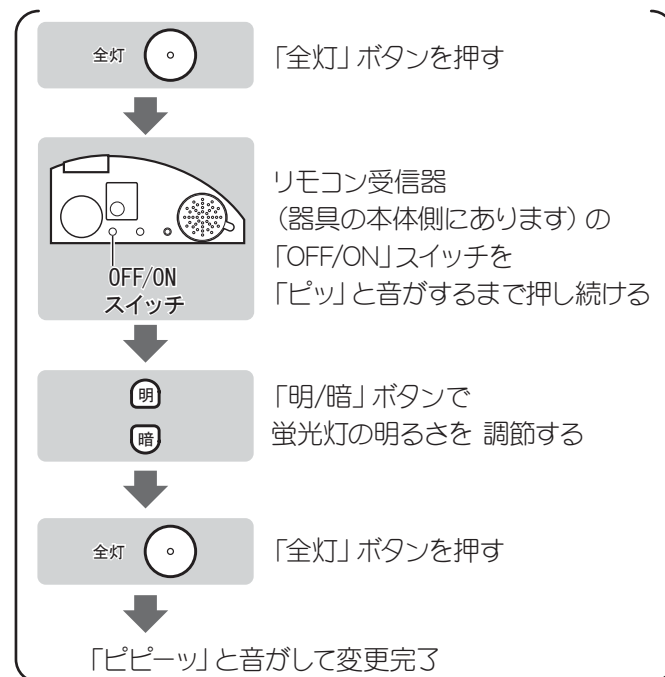 全灯
「全灯」ボタンを押す
リモコン受信器
（器具の本体側にあります）の
「OFF/ON」スイッチを
「ピッ」と音がするまで押し続ける
OFF/ON
スイッチ
明
暗
「明/暗」ボタンで
蛍光灯の明るさを 調節する
全灯
「全灯」ボタンを押す
「ピピーッ」と音がして変更完了